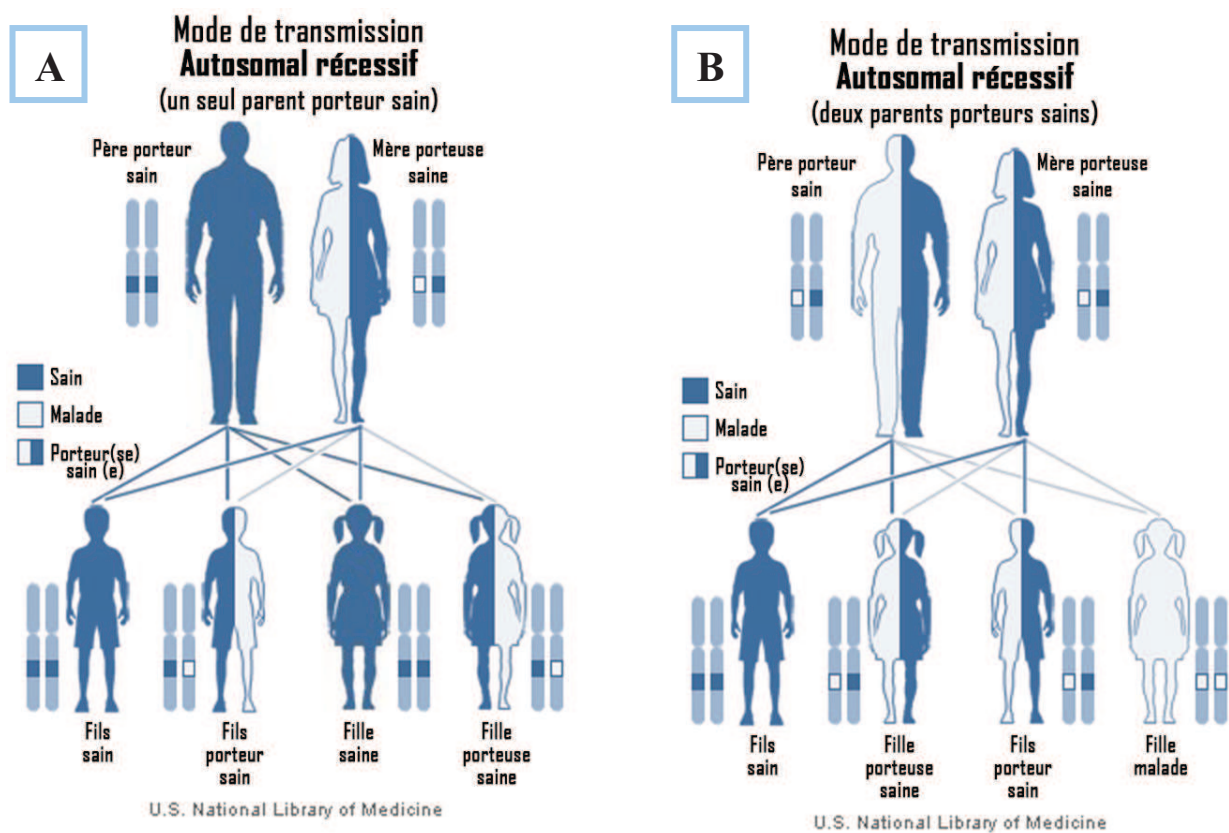 A
Mode de transmission
Autosomal récessif
(un seul parent porteur sain)
Père porteur
sain
Mère porteuse
saine
Sain
Malade
Porteur(se)
sain (e)
Fils
sain
Fils
porteur
sain
Fille
saine
Fille
porteuse
saine
U.S. National Library of Medicine
B
Mode de transmission
Autosomal récessif
(deux parents porteurs sains)
Père porteur
sain
Mère porteuse
saine
Sain
Malade
Porteur(se)
sain (e)
Fils
sain
Fille
porteuse
saine
Fils
porteur
sain
Fille
malade
U.S. National Library of Medicine